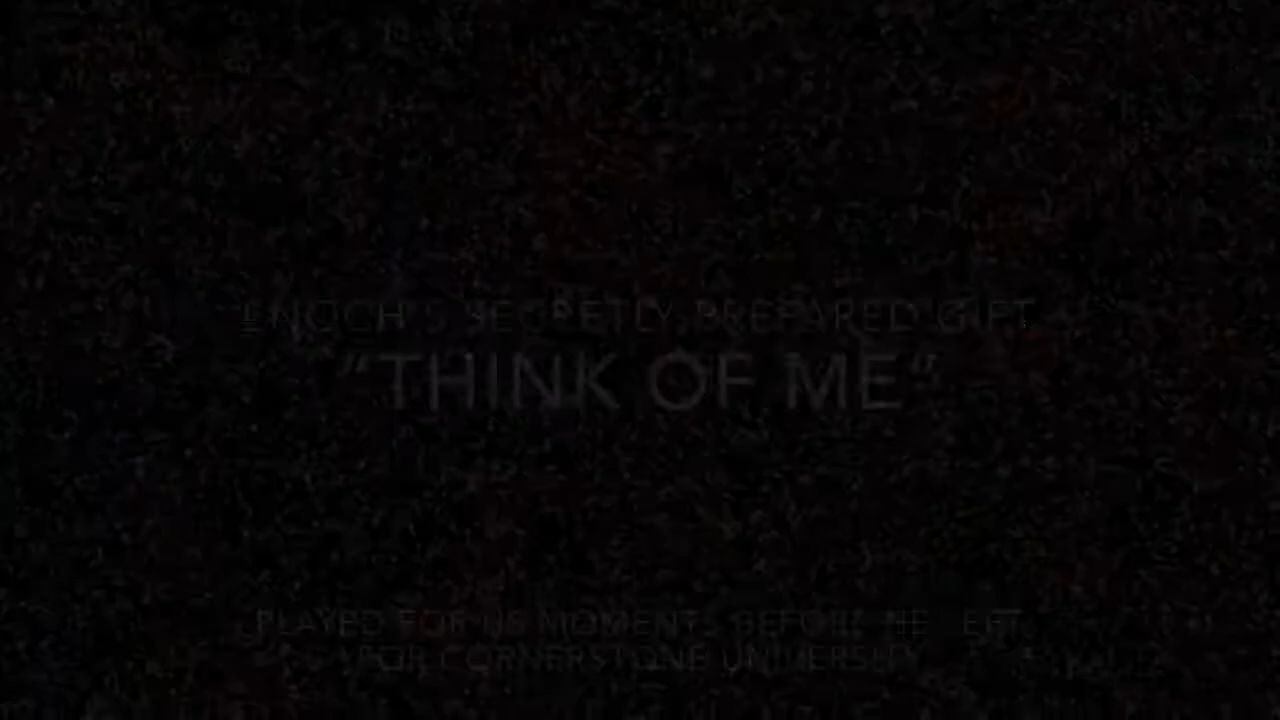 ENOCH'S SECRETLY PREPARED GIFT
“THINK OF ME”
PLAYED FOR US MOMENTS BEFORE HE LEFT
FOR CORNERSTONE UNIVERSITY